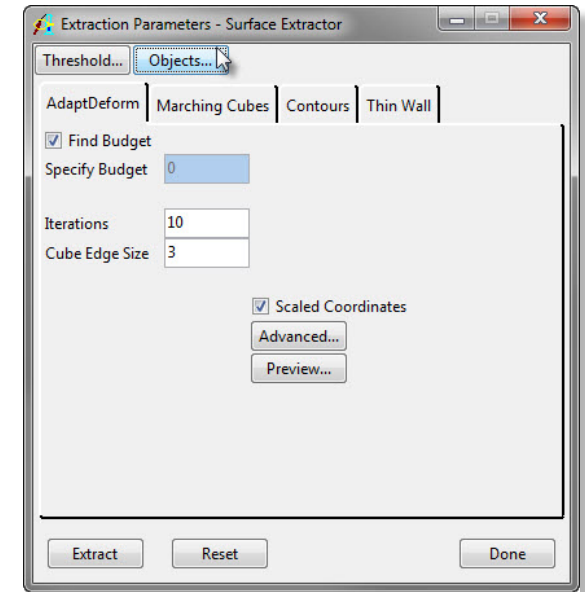 Extraction Parameters - Surface Extractor
Threshold... Objects...
AdaptDeform Marching Cubes Contours Thin Wall
Find Budget
Specify Budget 0
Iterations 10
Cube Edge Size 3
Scaled Coordinates
Advanced...
Preview...
Extract Reset Done